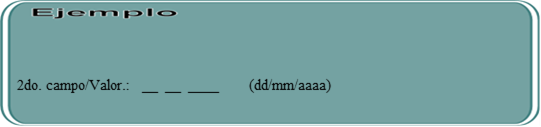 Ejemplo
2do. campo/Valor.: __ __ ____ (dd/mm/aaaa)